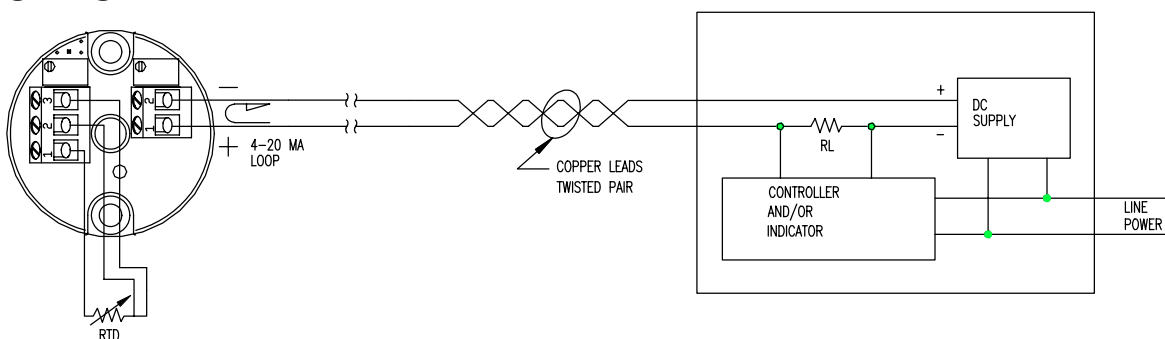 3
2
1
2
1
−
+
4-20 MA
LOOP
RTD
COPPER LEADS
TWISTED PAIR
+
−
DC
SUPPLY
RL
CONTROLLER
AND/OR
INDICATOR
LINE
POWER